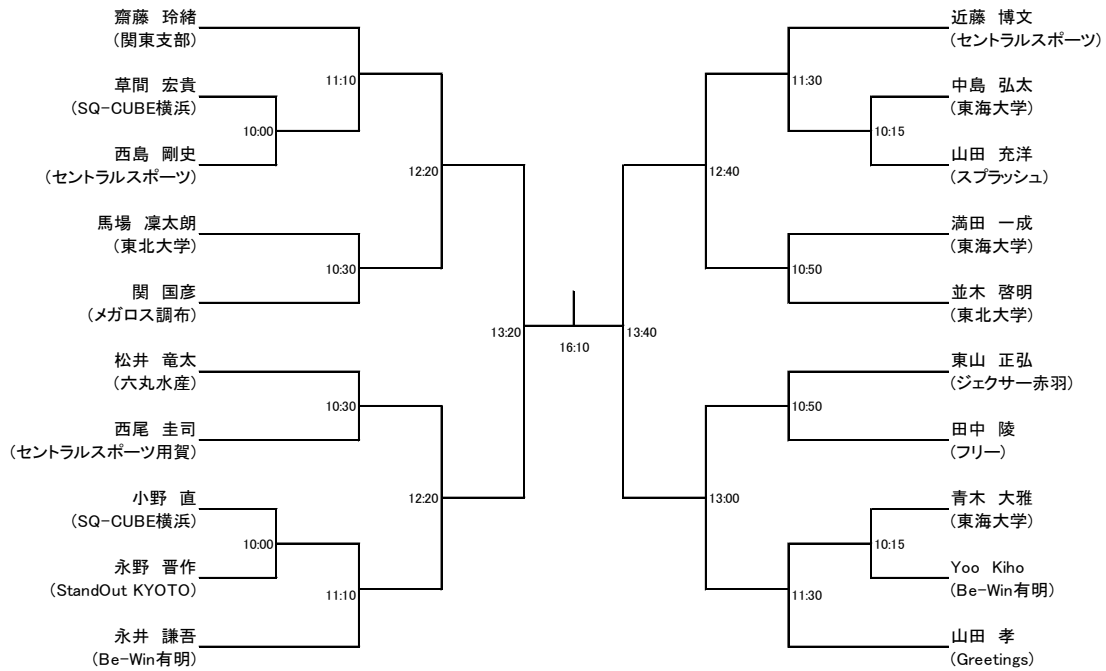 齋藤 玲緒
(関東支部)
草間 宏貴
(SQ-CUBE横浜)
西島 剛史
(セントラルスポーツ)
馬場 凜太朗
(東北大学)
関 国彦
(メガロス調布)
松井 竜太
(六丸水産)
西尾 圭司
(セントラルスポーツ用賀)
小野 直
(SQ-CUBE横浜)
永野 晋作
(StandOut KYOTO)
永井 謙吾
(Be-Win有明)
10:00
10:00
11:10
10:30
10:30
11:10
12:20
12:20
13:20
16:10
13:40
12:40
13:00
11:30
10:50
10:50
11:30
10:15
10:15
近藤 博文
(セントラルスポーツ)
中島 弘太
(東海大学)
山田 充洋
(スプラッシュ)
満田 一成
(東海大学)
並木 啓明
(東北大学)
東山 正弘
(ジェクサー赤羽)
田中 陵
(フリー)
青木 大雅
(東海大学)
Yoo Kiho
(Be-Win有明)
山田 孝
(Greetings)